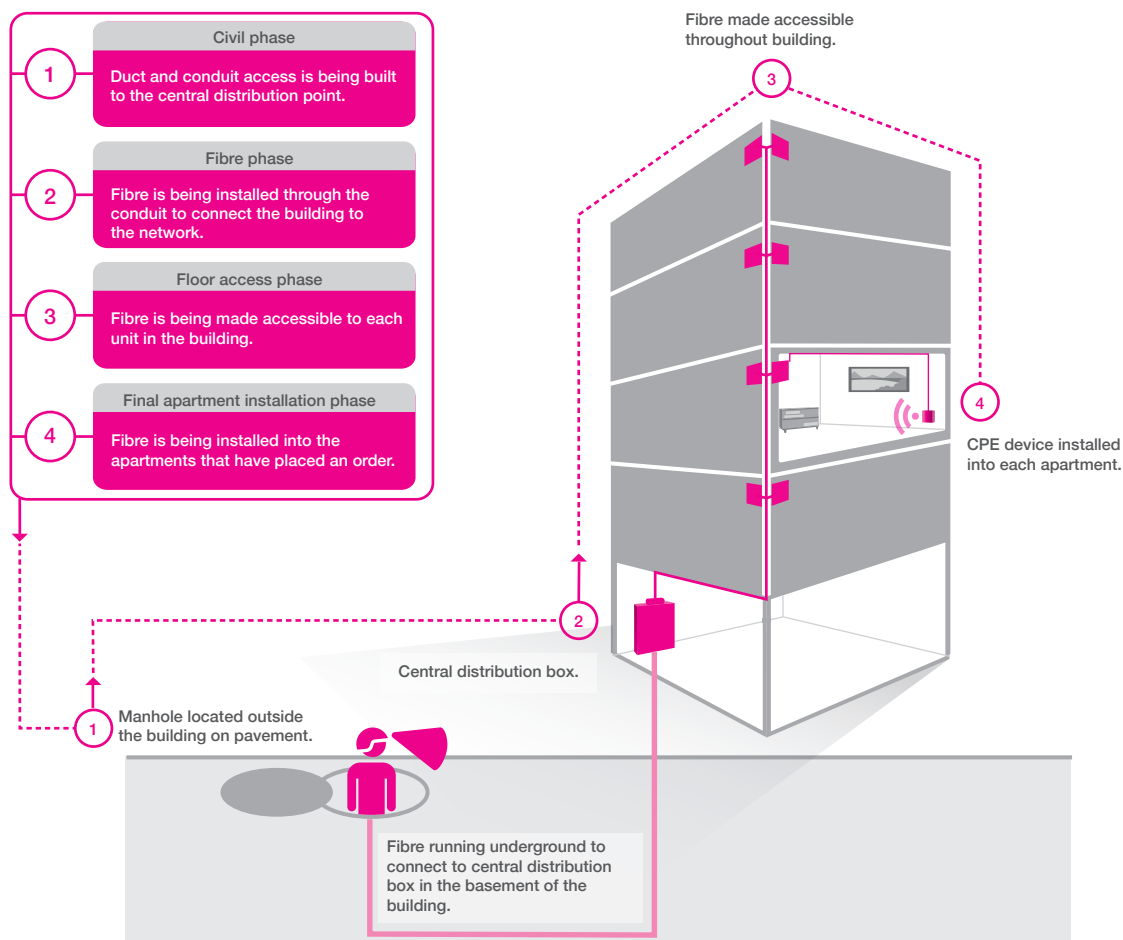 Civil phase
1
Duct and conduit access is being built
to the central distribution point.
Fibre phase
2
Fibre is being installed through the
conduit to connect the building to
the network.
Floor access phase
3
Fibre is being made accessible to each
unit in the building.
Final apartment installation phase
4
Fibre is being installed into the
apartments that have placed an order.
Fibre made accessible
throughout building.
3
4
CPE device installed
into each apartment.
2
Central distribution box.
1
Manhole located outside
the building on pavement.
Fibre running underground to
connect to central distribution
box in the basement of the
building.